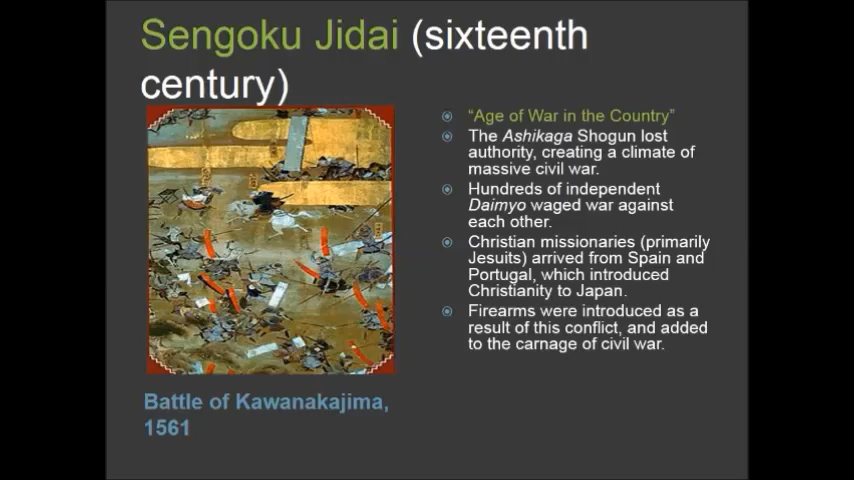 Sengoku Jidai (sixteenth
century)
"Age of War in the Country"
The Ashikaga Shogun lost
authority, creating a climate of
massive civil war.
Hundreds of independent
Daimyo waged war against
each other.
Christian missionaries (primarily
Jesuits) arrived from Spain and
Portugal, which introduced
Christianity to Japan.
Firearms were introduced as a
result of this conflict, and added
to the carnage of civil war.
Battle of Kawanakajima,
1561